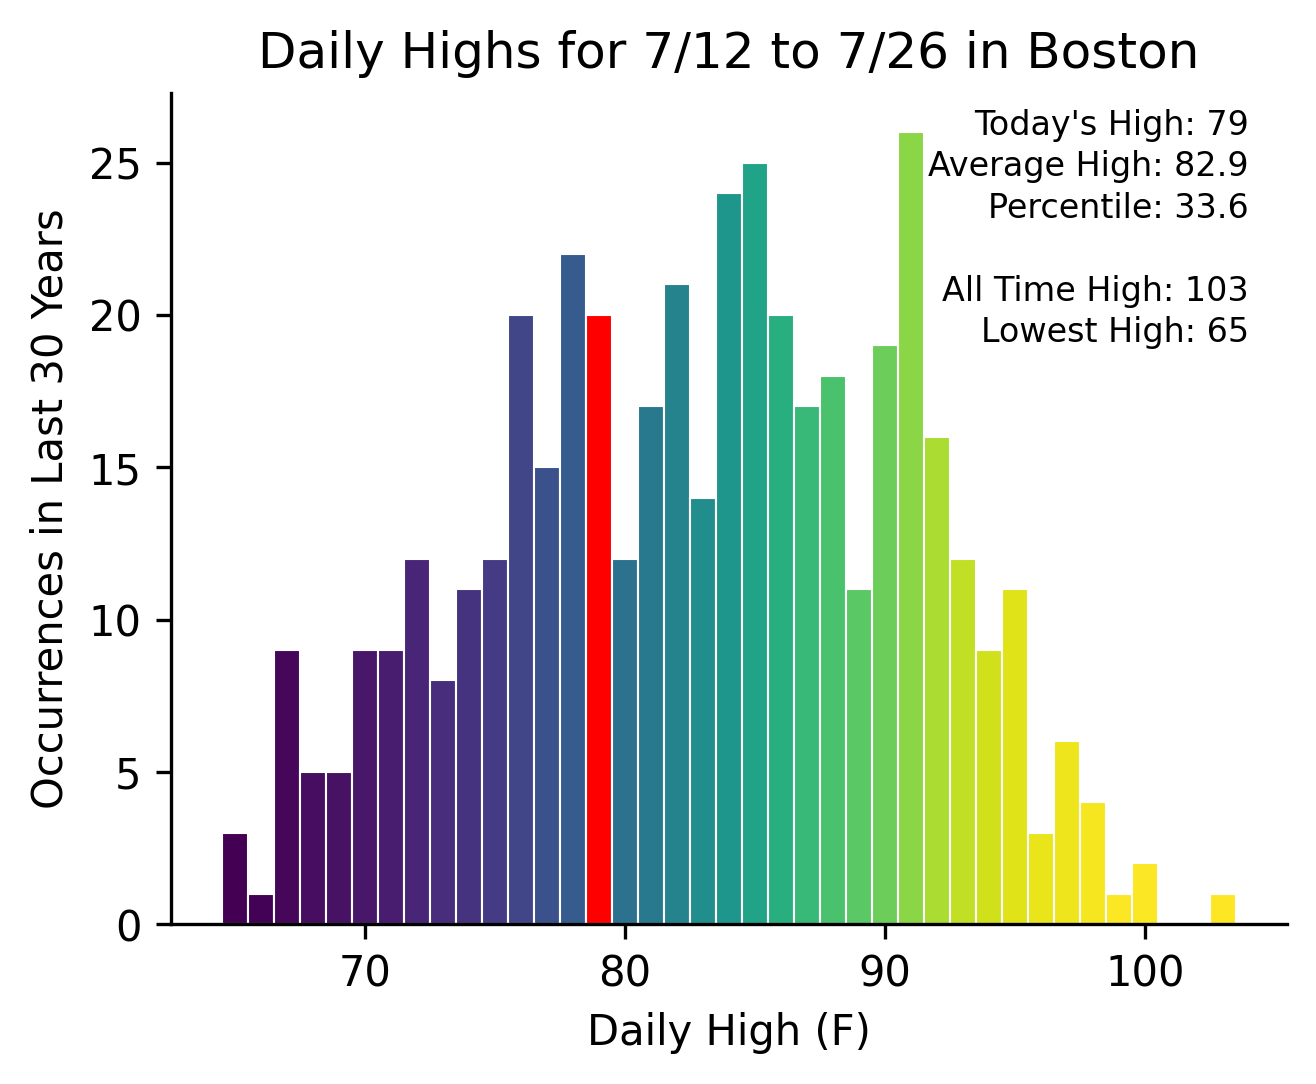 Daily Highs for 7/12 to 7/26 in Boston
Today's High: 79
Average High: 82.9
Percentile: 33.6
All Time High: 103
Lowest High: 65
Occurrences in Last 30 Years
25
20
15
10
5
0
70 80 90 100
Daily High (F)